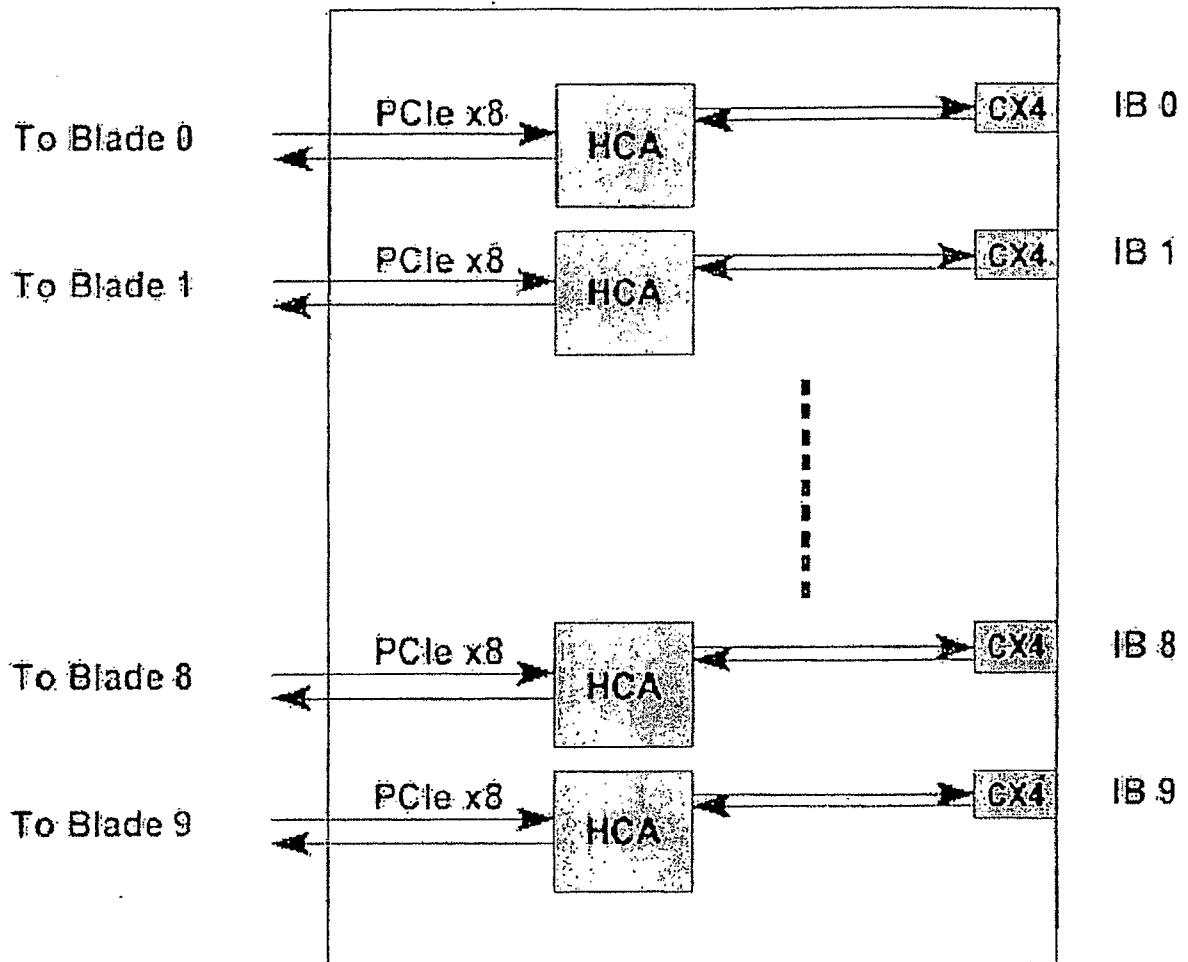 PCIe x8 CX4 IB 0
To Blade 0 HCA
PCIe x8 CX4 IB 1
To Blade 1 HCA
PCIe x8 CX4 IB 8
To Blade 8 HCA
PCIe x8 CX4 IB 9
To Blade 9 HCA